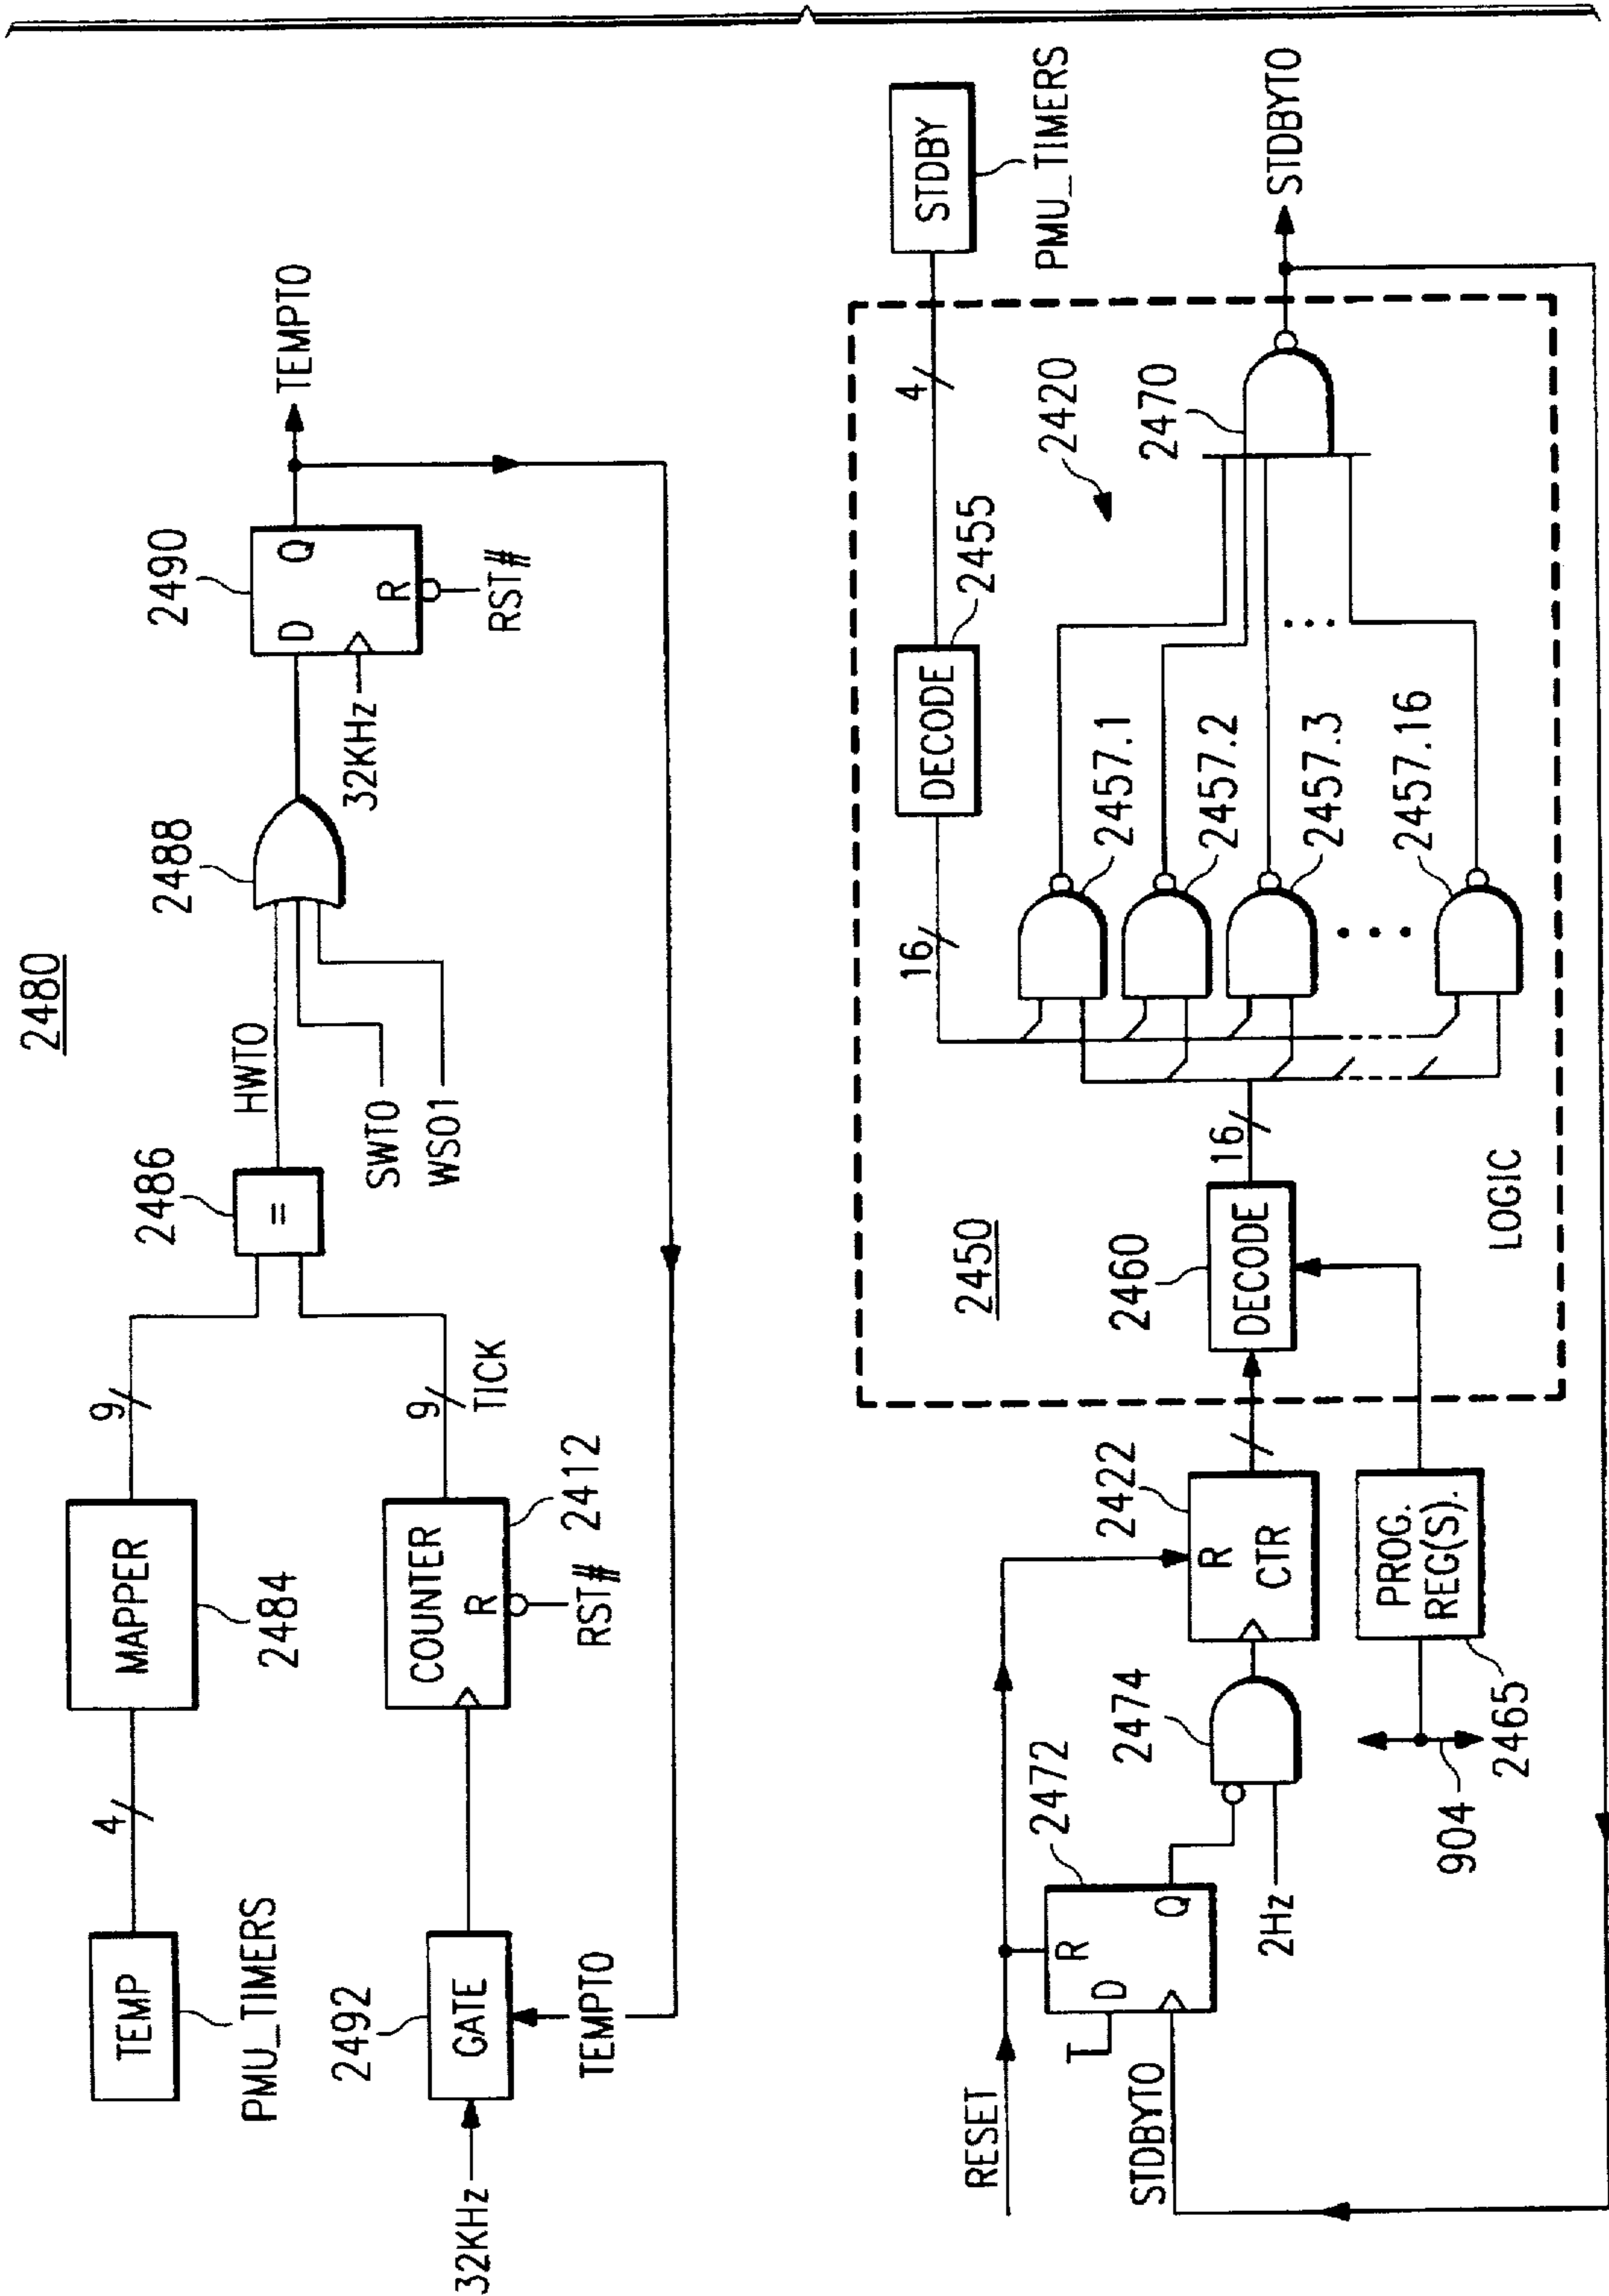 2480
TEMP
PMU_TIMERS
4
MAPPER
2484
9
2486
=
HWTO
SWTO
WSO1
2488
2490
D
Q
R
32KHz
RST#
TEMPTO
32KHz
2492
GATE
TEMPTO
COUNTER
R
2412
RST#
9
TICK
2450
RESET
STDBYTO
T
D
R
Q
2472
2Hz
2474
R
CTR
2422
PROG.
REG(S).
2465
904
2460
DECODE
16
LOGIC
16
DECODE
2455
4
STDBY
PMU_TIMERS
2420
2457.1
2457.2
2457.3
2457.16
2470
STDBYTO